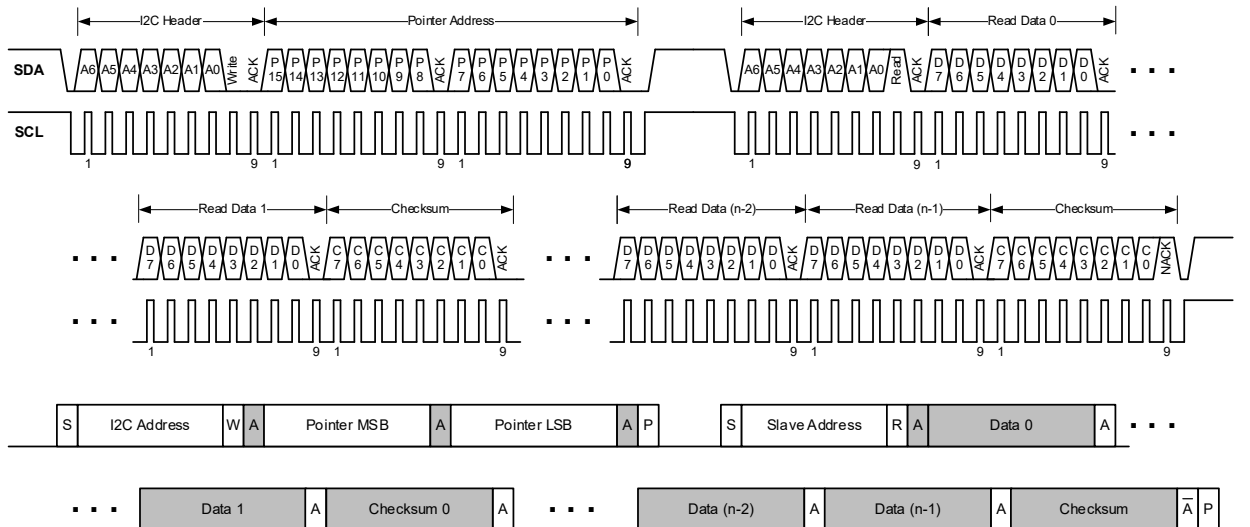 I2C Header Pointer Address I2C Header Read Data 0
SDA A6 A5 A4 A3 A2 A1 A0 Write ACK P15 P14 P13 P12 P11 P10 P9 P8 ACK P7 P6 P5 P4 P3 P2 P1 P0 ACK A6 A5 A4 A3 A2 A1 A0 Read ACK D7 D6 D5 D4 D3 D2 D1 D0 ACK . . .
SCL . . .
1 9 1 9 1 9 1 9 1 9
Read Data 1 Checksum Read Data (n-2) Read Data (n-1) Checksum
. . . D7 D6 D5 D4 D3 D2 D1 D0 ACK C7 C6 C5 C4 C3 C2 C1 C0 ACK . . . D7 D6 D5 D4 D3 D2 D1 D0 ACK D7 D6 D5 D4 D3 D2 D1 D0 ACK C7 C6 C5 C4 C3 C2 C1 C0 NACK
. . . . . .
1 9 1 9 9 1 9 1 9
S I2C Address W A Pointer MSB A Pointer LSB A P S Slave Address R A Data 0 A . . .
. . . Data 1 A Checksum 0 A . . . Data (n-2) A Data (n-1) A Checksum A̅ P